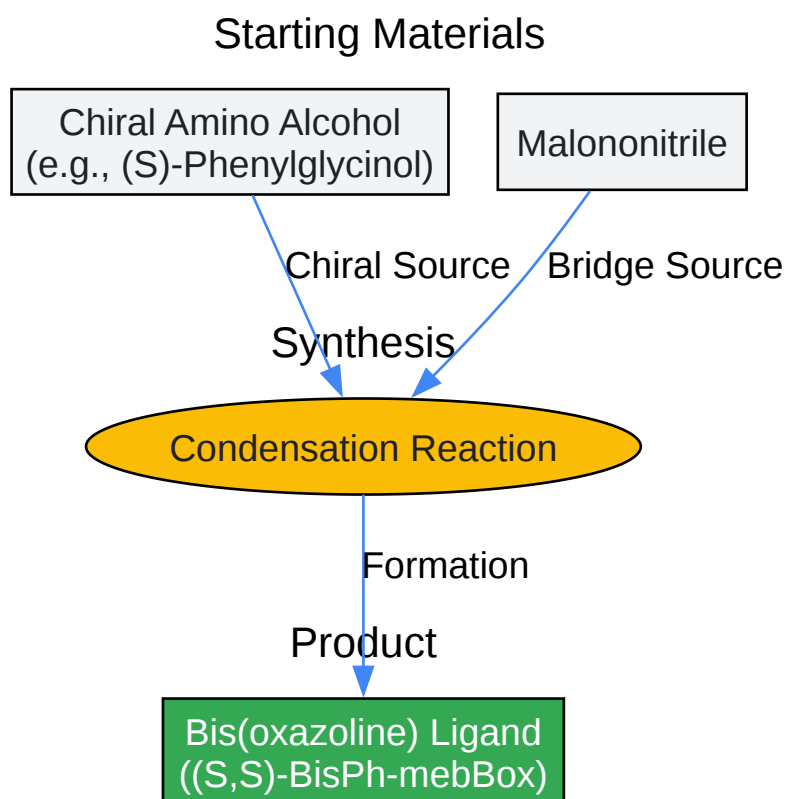 Starting Materials
Chiral Amino Alcohol
(e.g., (S)-Phenylglycinol)
Malononitrile
Chiral Source
Bridge Source
Synthesis
Condensation Reaction
Formation
Product
Bis(oxazoline) Ligand
((S,S)-BisPh-mebBox)